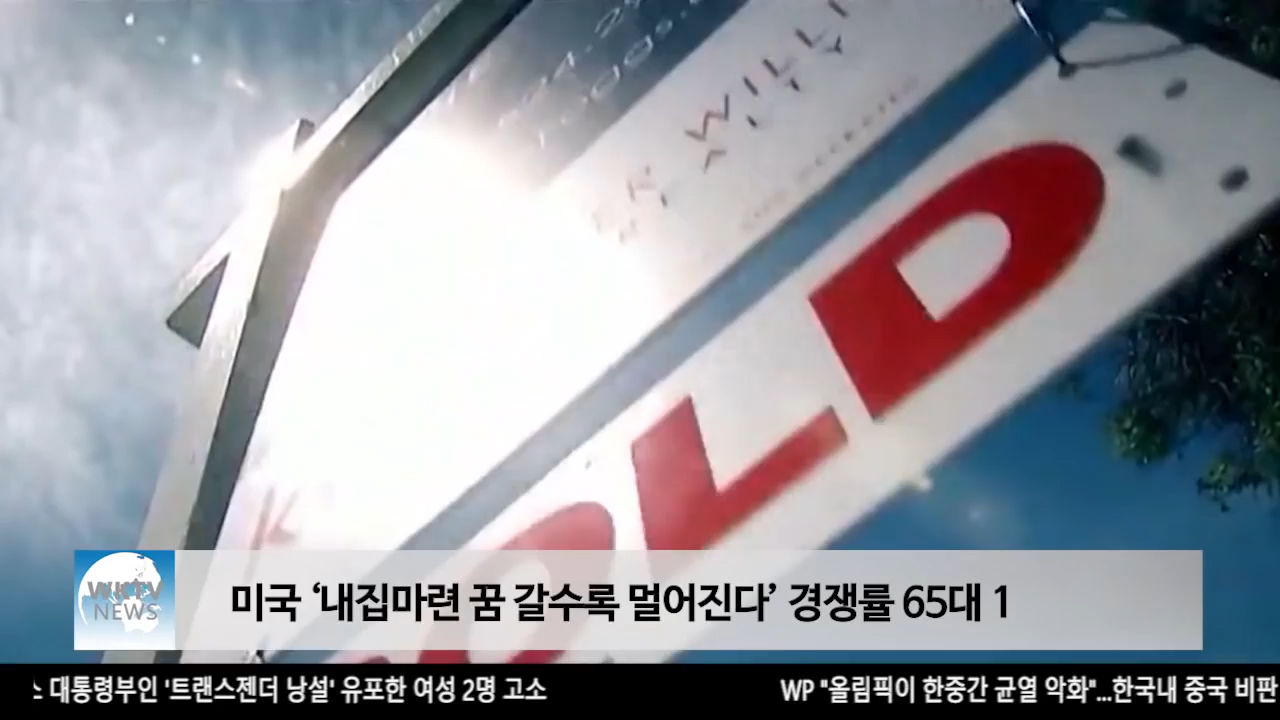 WILLI
SOLD
WKTV
NEWS
미국 ‘내집마련 꿈 갈수록 멀어진다’ 경쟁률 65대 1
대통령부인 '트랜스젠더 낭설' 유포한 여성 2명 고소
WP "올림픽이 한중간 균열 악화"...한국내 중국 비판